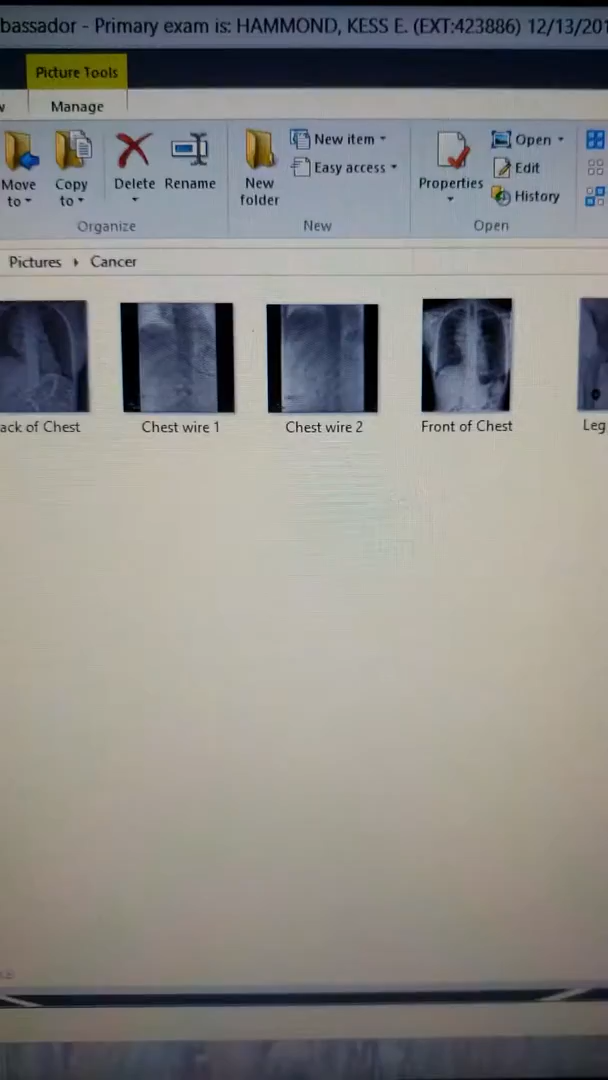 bassador - Primary exam is: HAMMOND, KESS E. (EXT:423886) 12/13/201
Picture Tools
Manage
Move to
Copy to
Delete
Rename
New folder
New item
Easy access
Properties
Open
Edit
History
Organize
New
Open
Pictures
Cancer
ack of Chest
Chest wire 1
Chest wire 2
Front of Chest
Leg